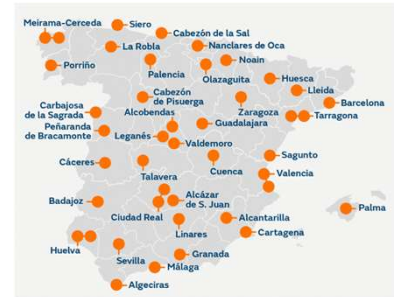 Meirama-Cerceda
Siero
Cabezón de la Sal
La Robla
Nanclares de Oca
Noain
Porriño
Palencia
Olazaguita
Huesca
Lleida
Barcelona
Cabezón
de Pisuerga
Zaragoza
Tarragona
Carbajosa
de la Sagrada
Alcobendas
Guadalajara
Peñaranda
de Bracamonte
Leganés
Valdemoro
Cáceres
Talavera
Cuenca
Sagunto
Valencia
Badajoz
Ciudad Real
Alcázar
de S. Juan
Palma
Linares
Alcantarilla
Cartagena
Huelva
Sevilla
Granada
Málaga
Algeciras